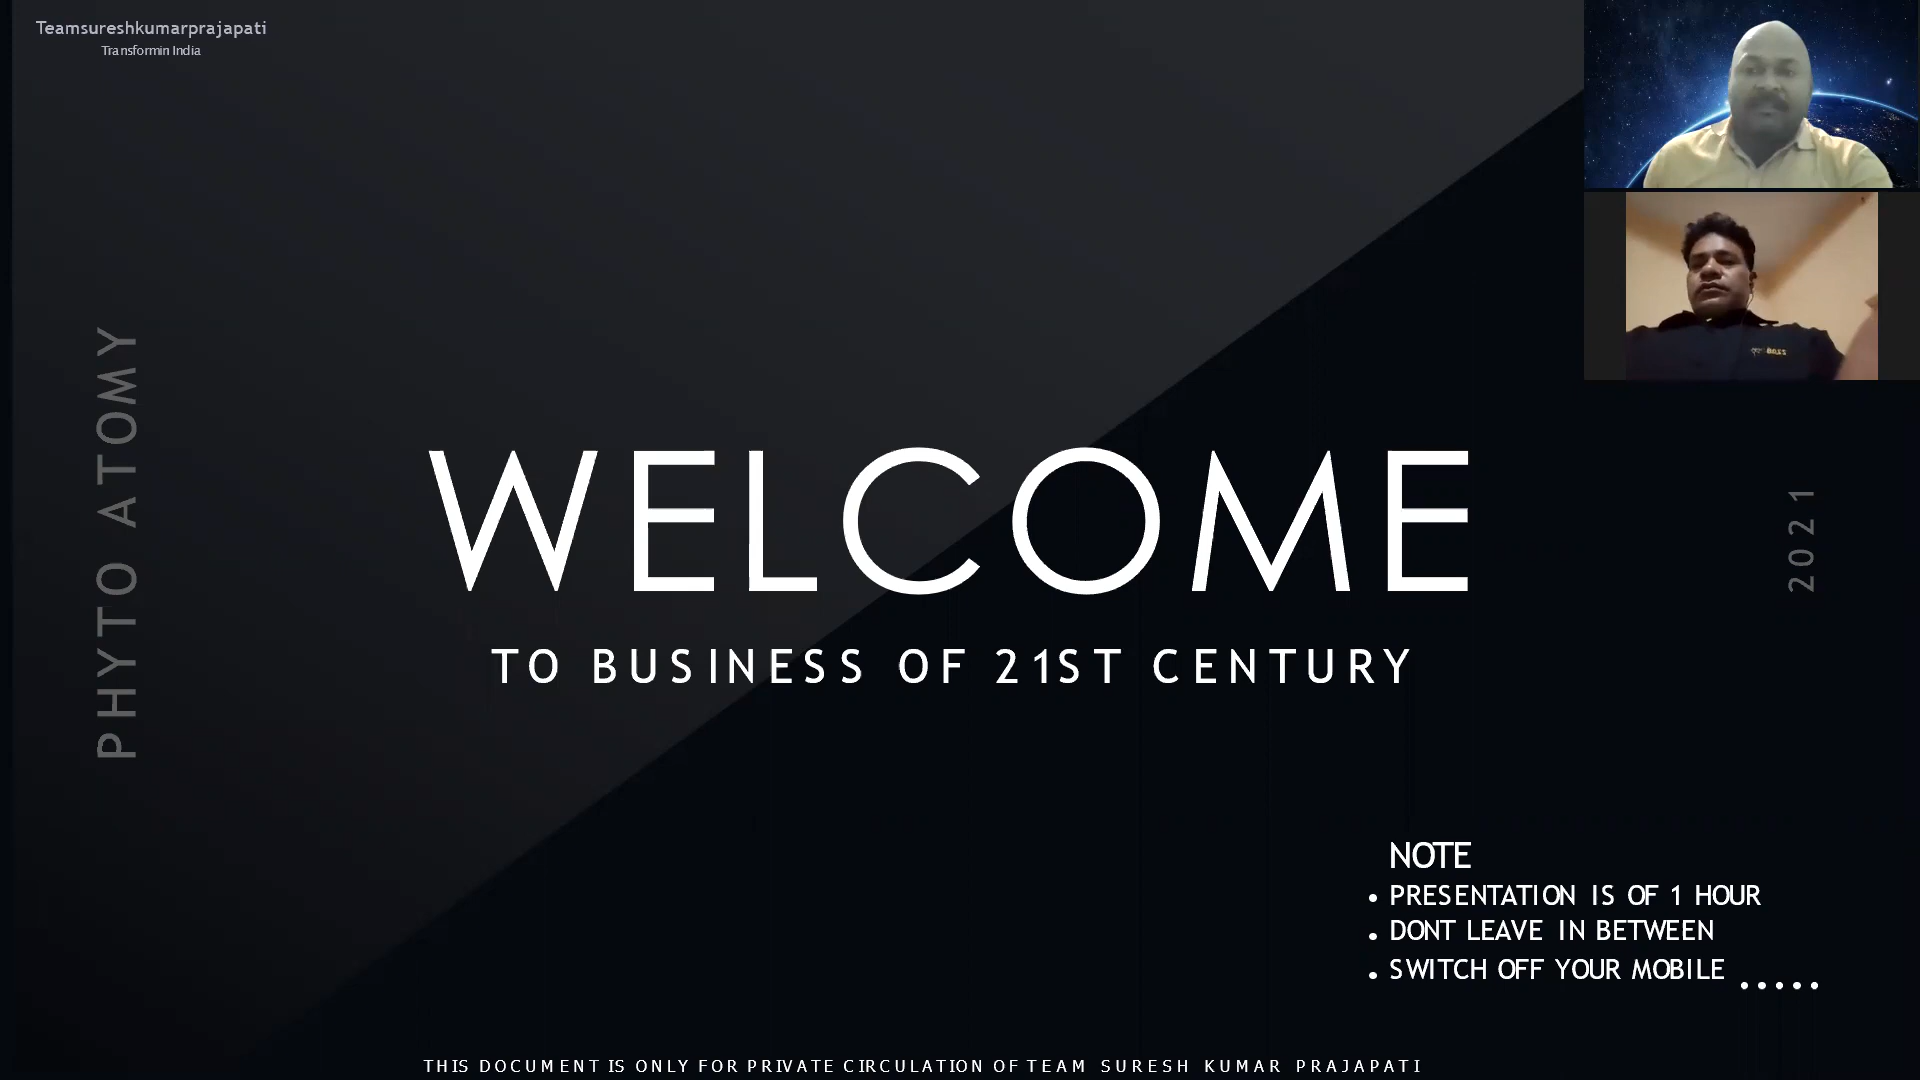 Teamsureshkumarprajapati
Transformin India
PHYTO ATOMY
WELCOME
TO BUSINESS OF 21ST CENTURY
2021
NOTE
• PRESENTATION IS OF 1 HOUR
• DONT LEAVE IN BETWEEN
• SWITCH OFF YOUR MOBILE .....
THIS DOCUMENT IS ONLY FOR PRIVATE CIRCULATION OF TEAM SURESH KUMAR PRAJAPATI